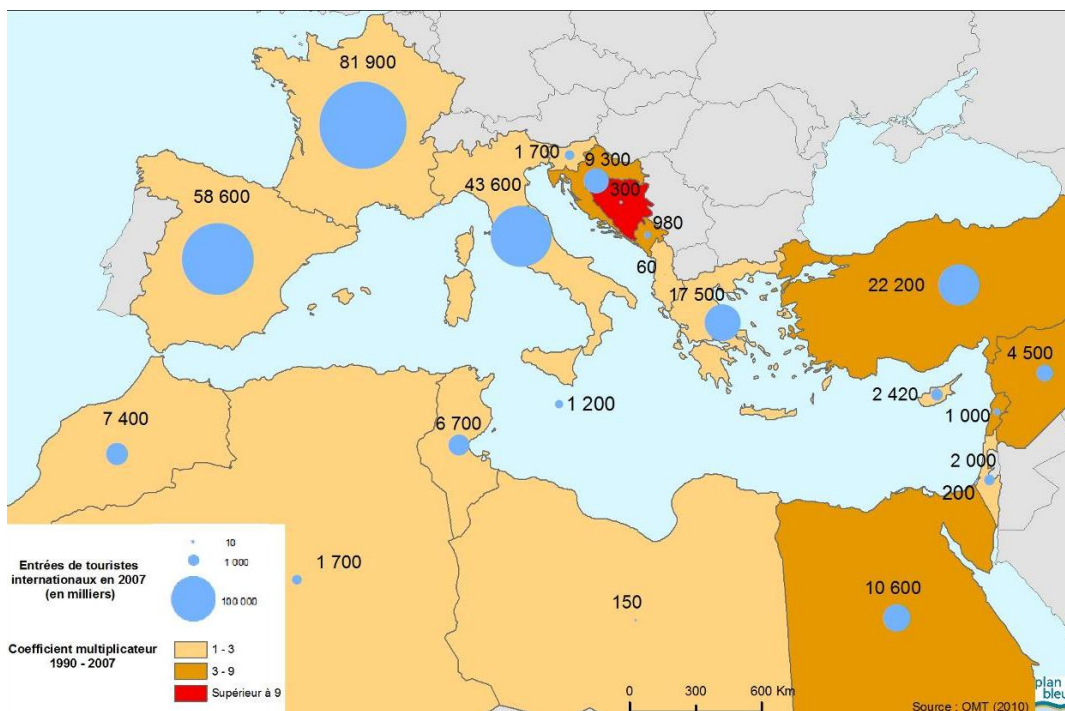 81 900
1 700
9 300
58 600
43 600
300
980
60
17 500
22 200
4 500
2 420
1 000
7 400
6 700
1 200
2 000
200
1 700
150
10 600
Entrées de touristes
internationaux en 2007
(en milliers)
10
1 000
100 000
Coefficient multiplicateur
1990 - 2007
1 - 3
3 - 9
Supérieur à 9
0 300 600 Km
plan
bleu
Source : OMT (2010)